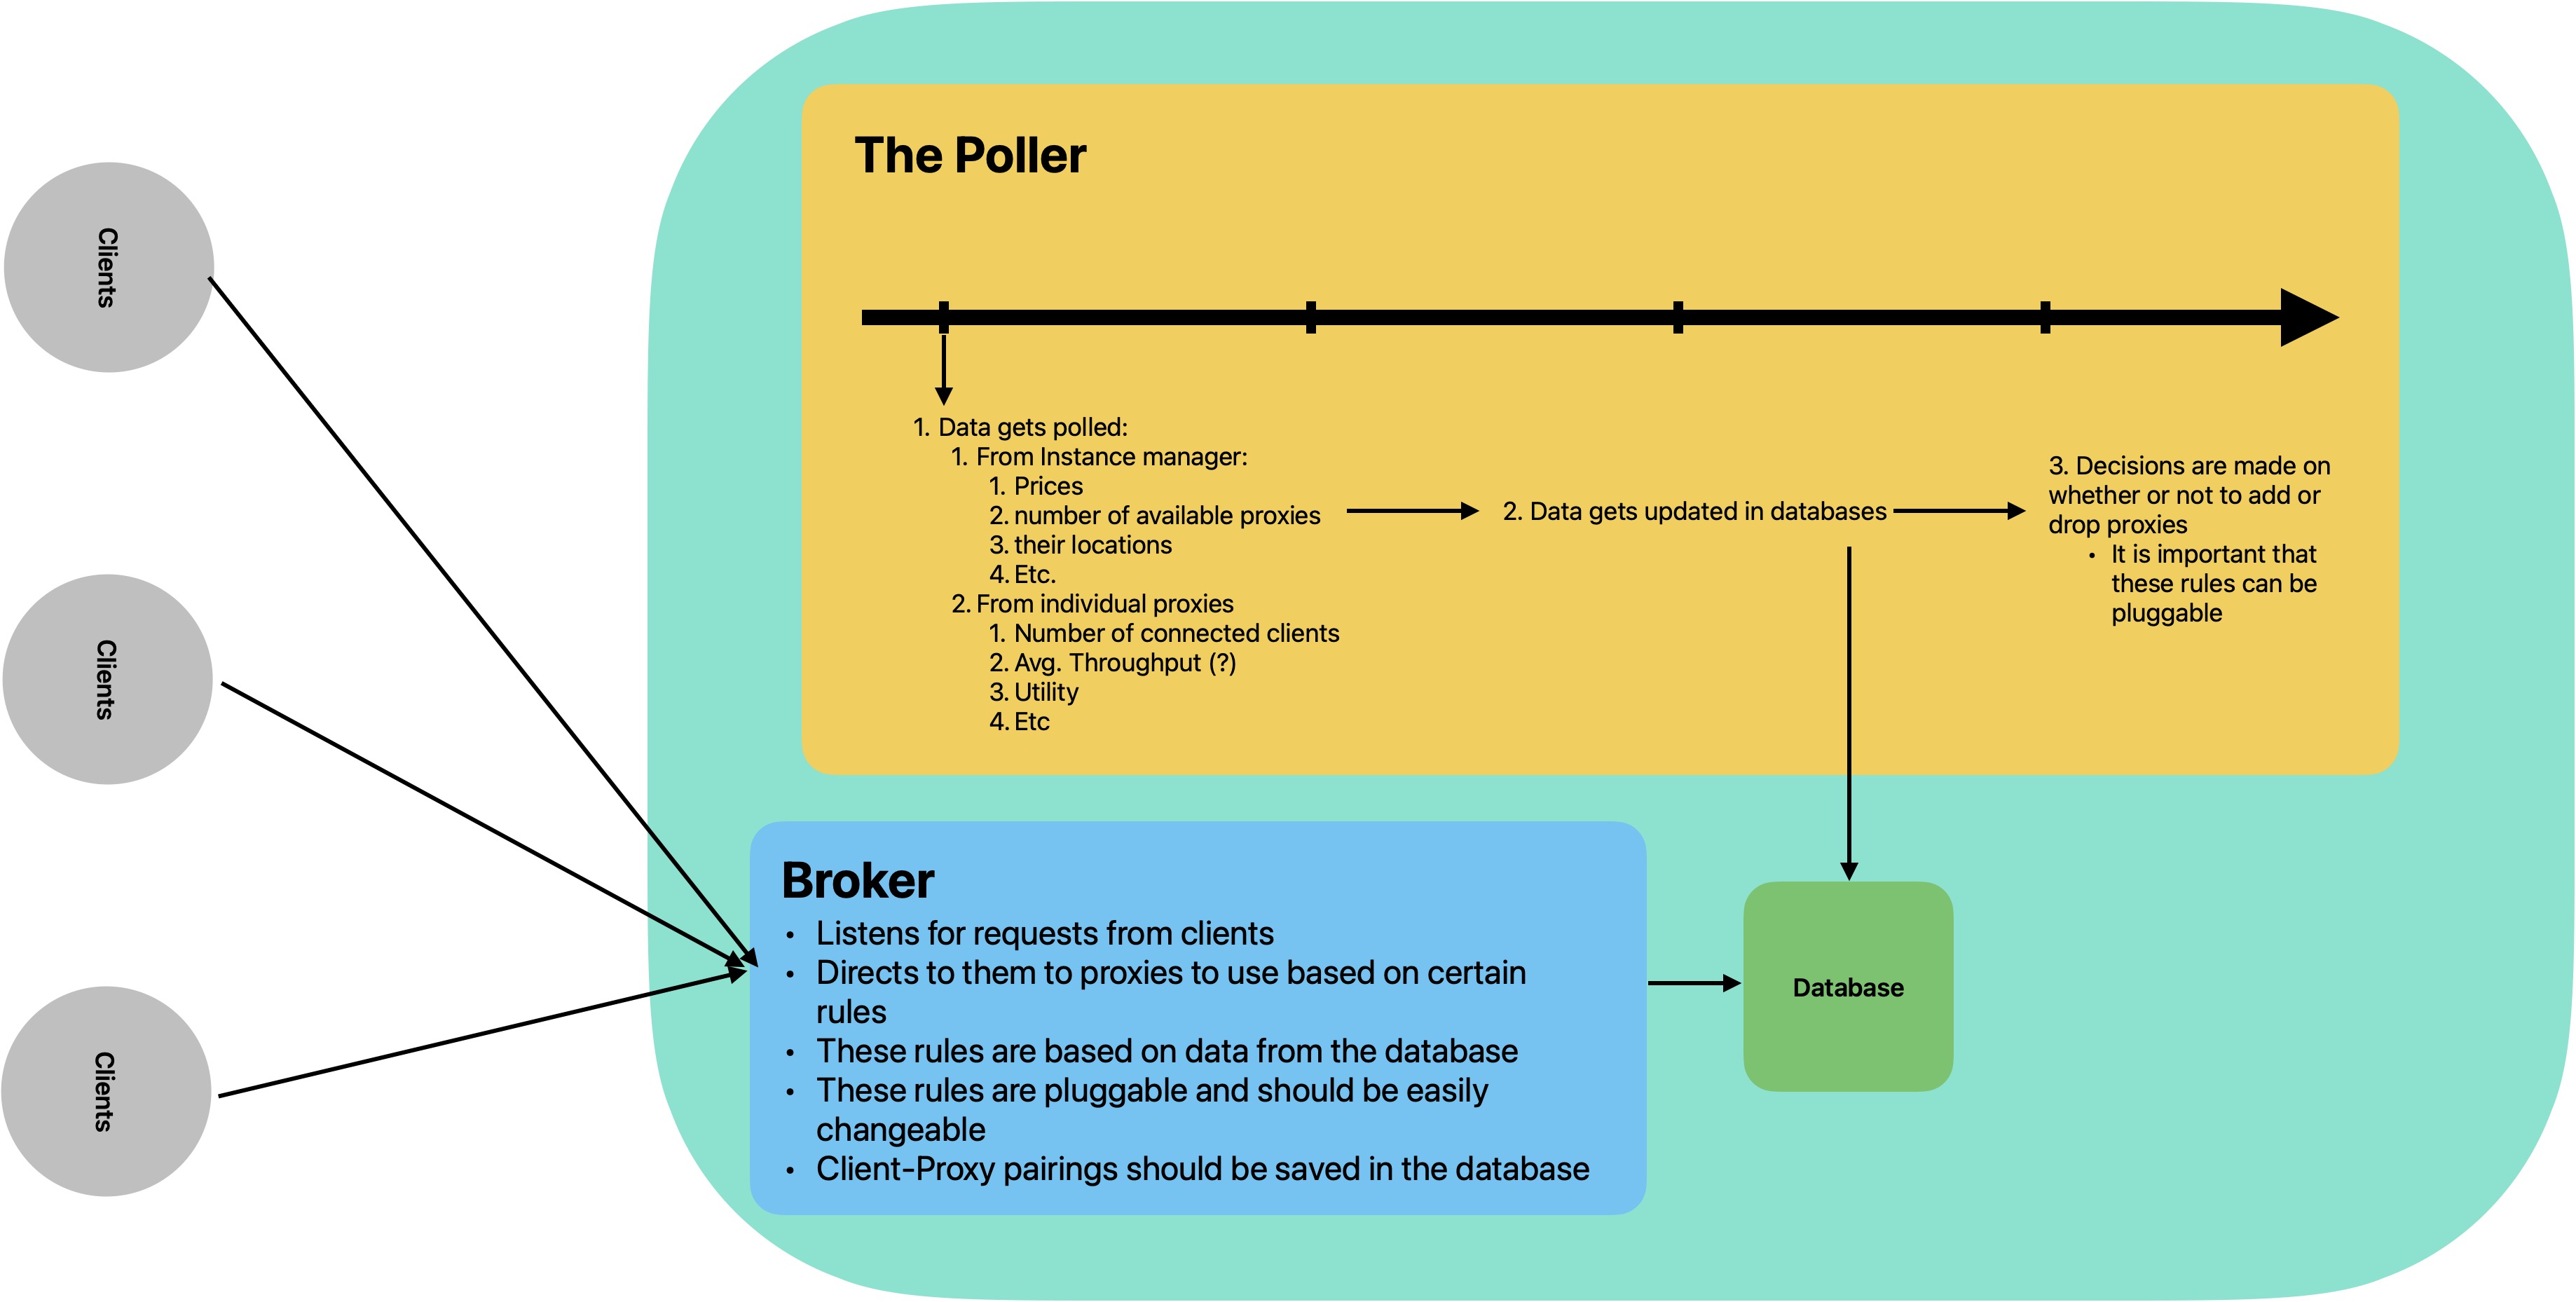 Clients
Clients
Clients
The Poller
1. Data gets polled:
1. From Instance manager:
1. Prices
2. number of available proxies
3. their locations
4. Etc.
2. From individual proxies
1. Number of connected clients
2. Avg. Throughput (?)
3. Utility
4. Etc
2. Data gets updated in databases
3. Decisions are made on
whether or not to add or
drop proxies
• It is important that
these rules can be
pluggable
Broker
• Listens for requests from clients
• Directs to them to proxies to use based on certain
rules
• These rules are based on data from the database
• These rules are pluggable and should be easily
changeable
• Client-Proxy pairings should be saved in the database
Database